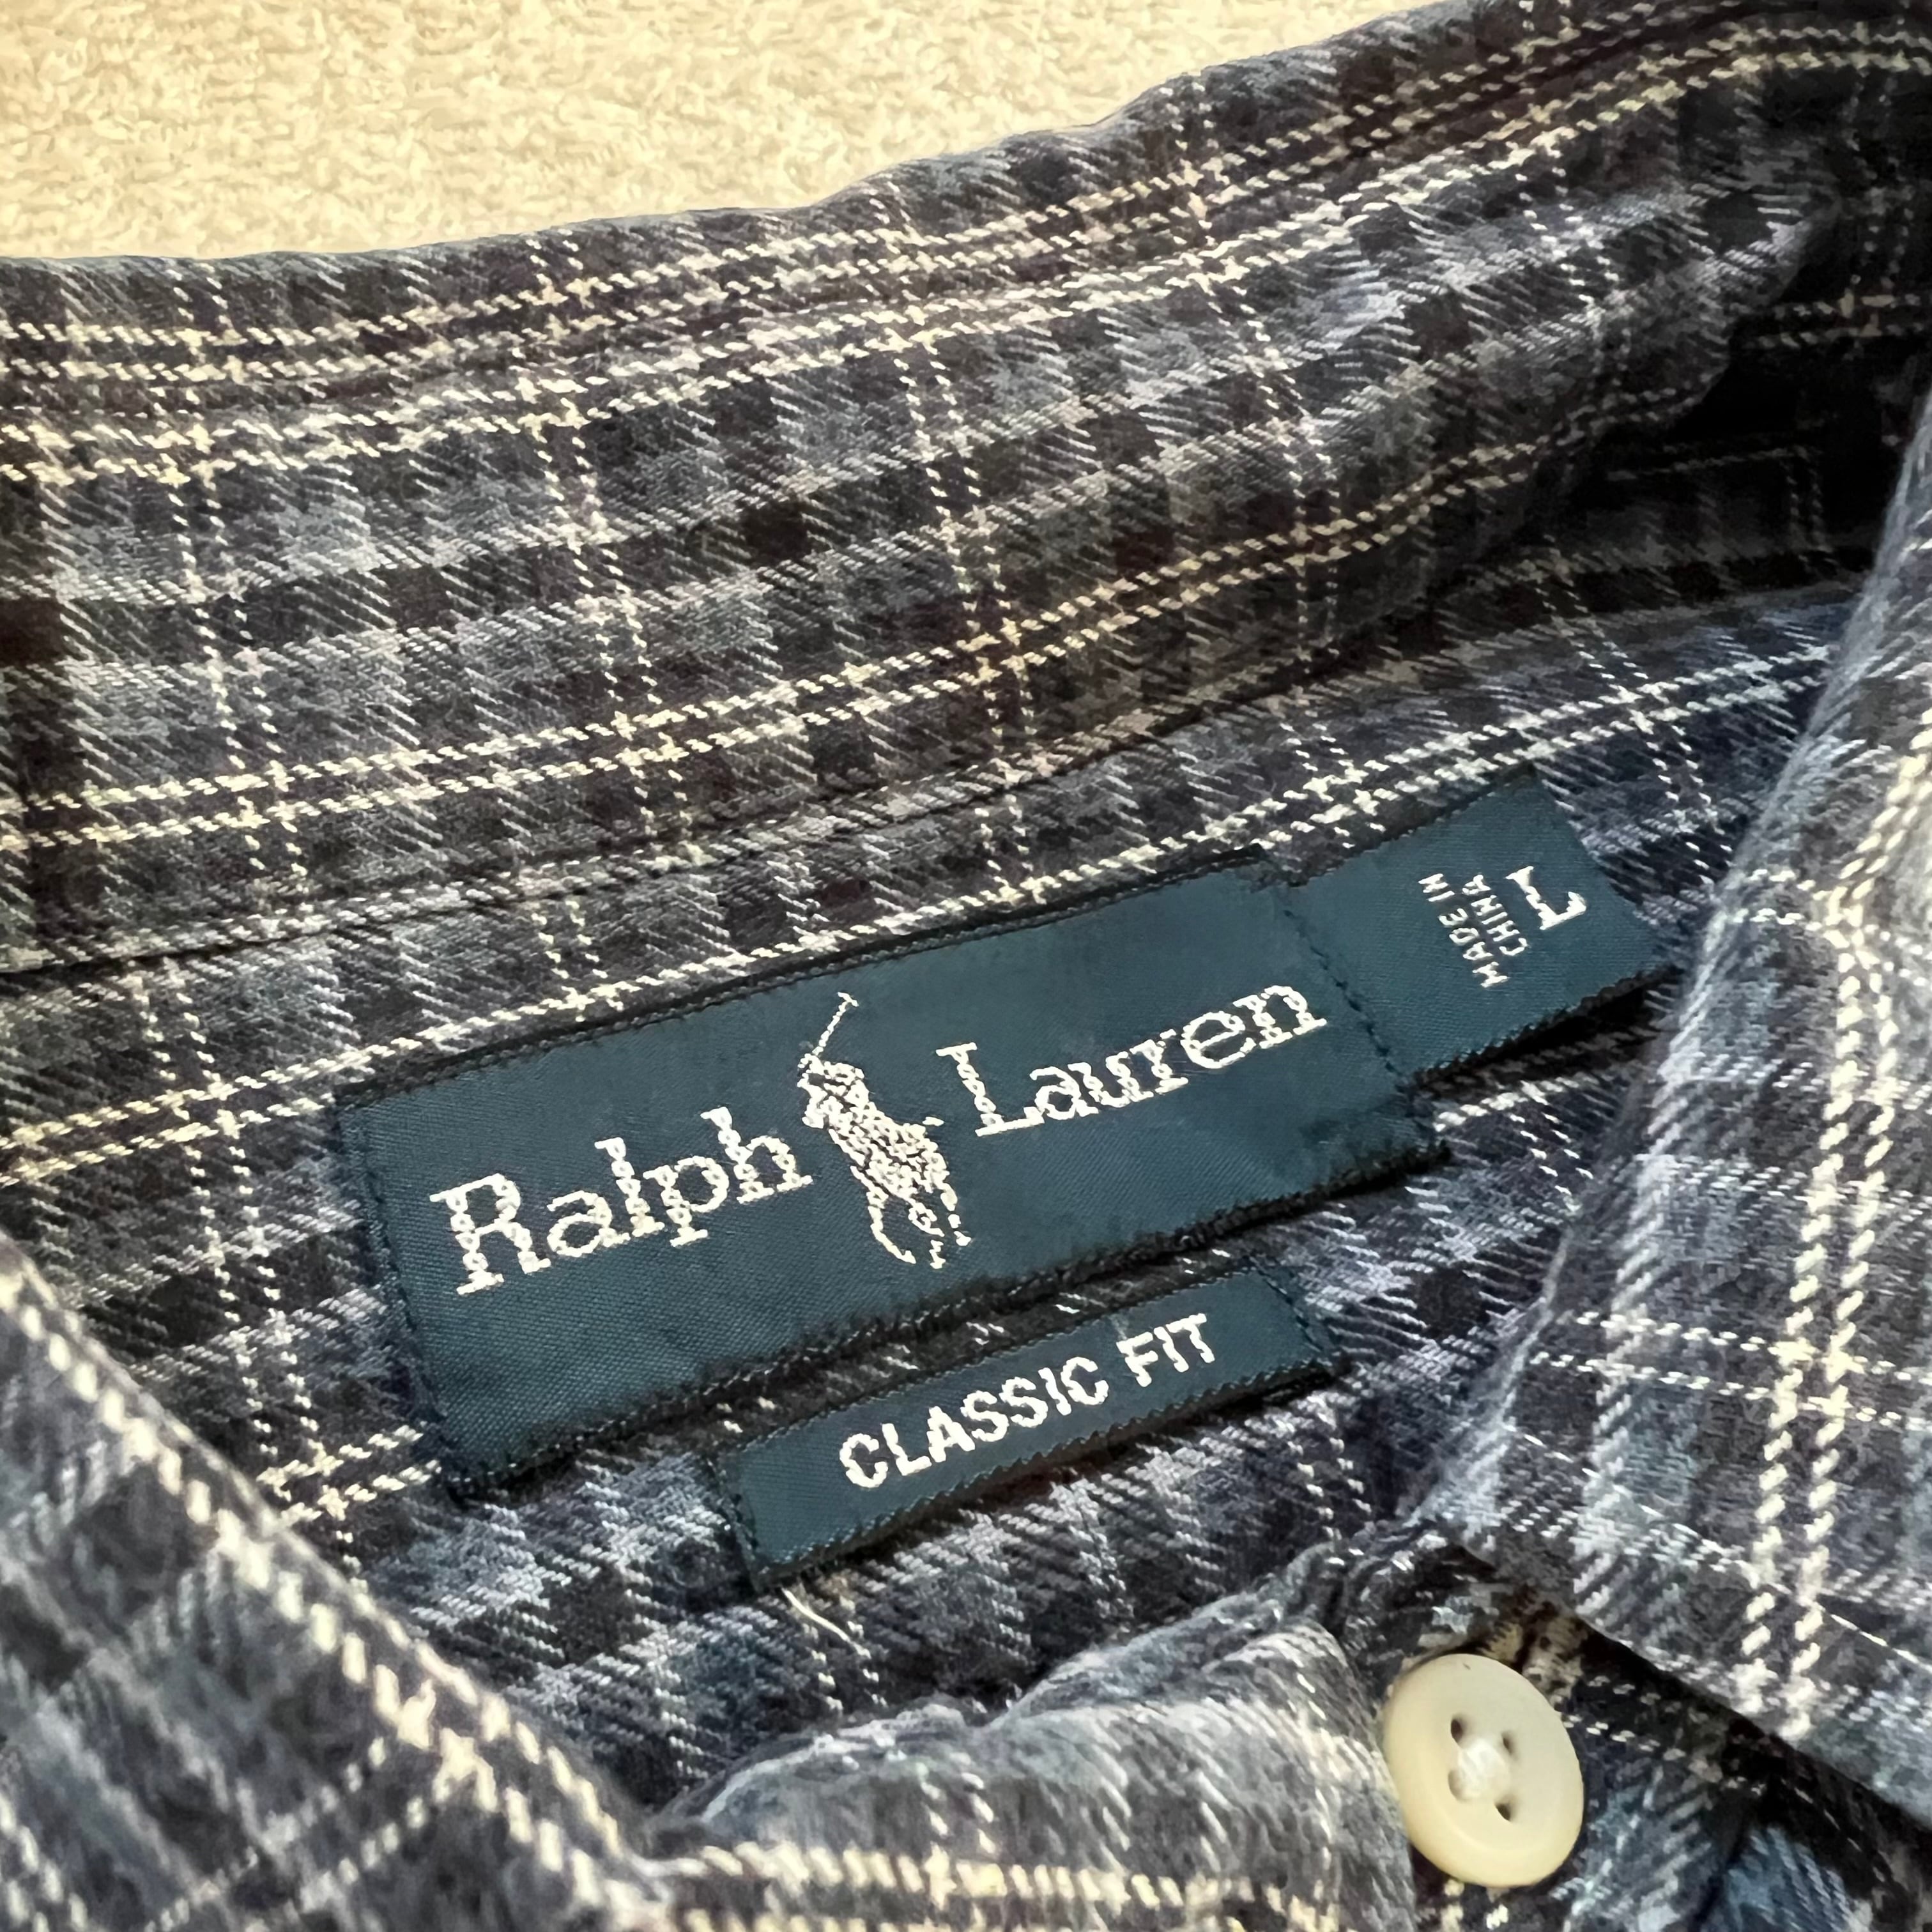 Ralph Lauren
MADE IN
CHINA
L
CLASSIC FIT